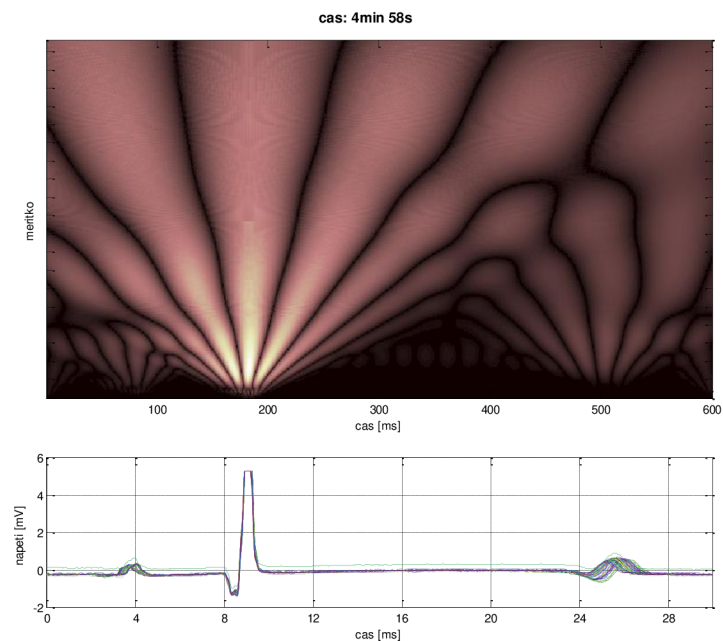 cas: 4min 58s
meritko
100 200 300 400 500 600
cas [ms]
napeti [mV]
6
4
2
0
-2
0 4 8 12 16 20 24 28
cas [ms]